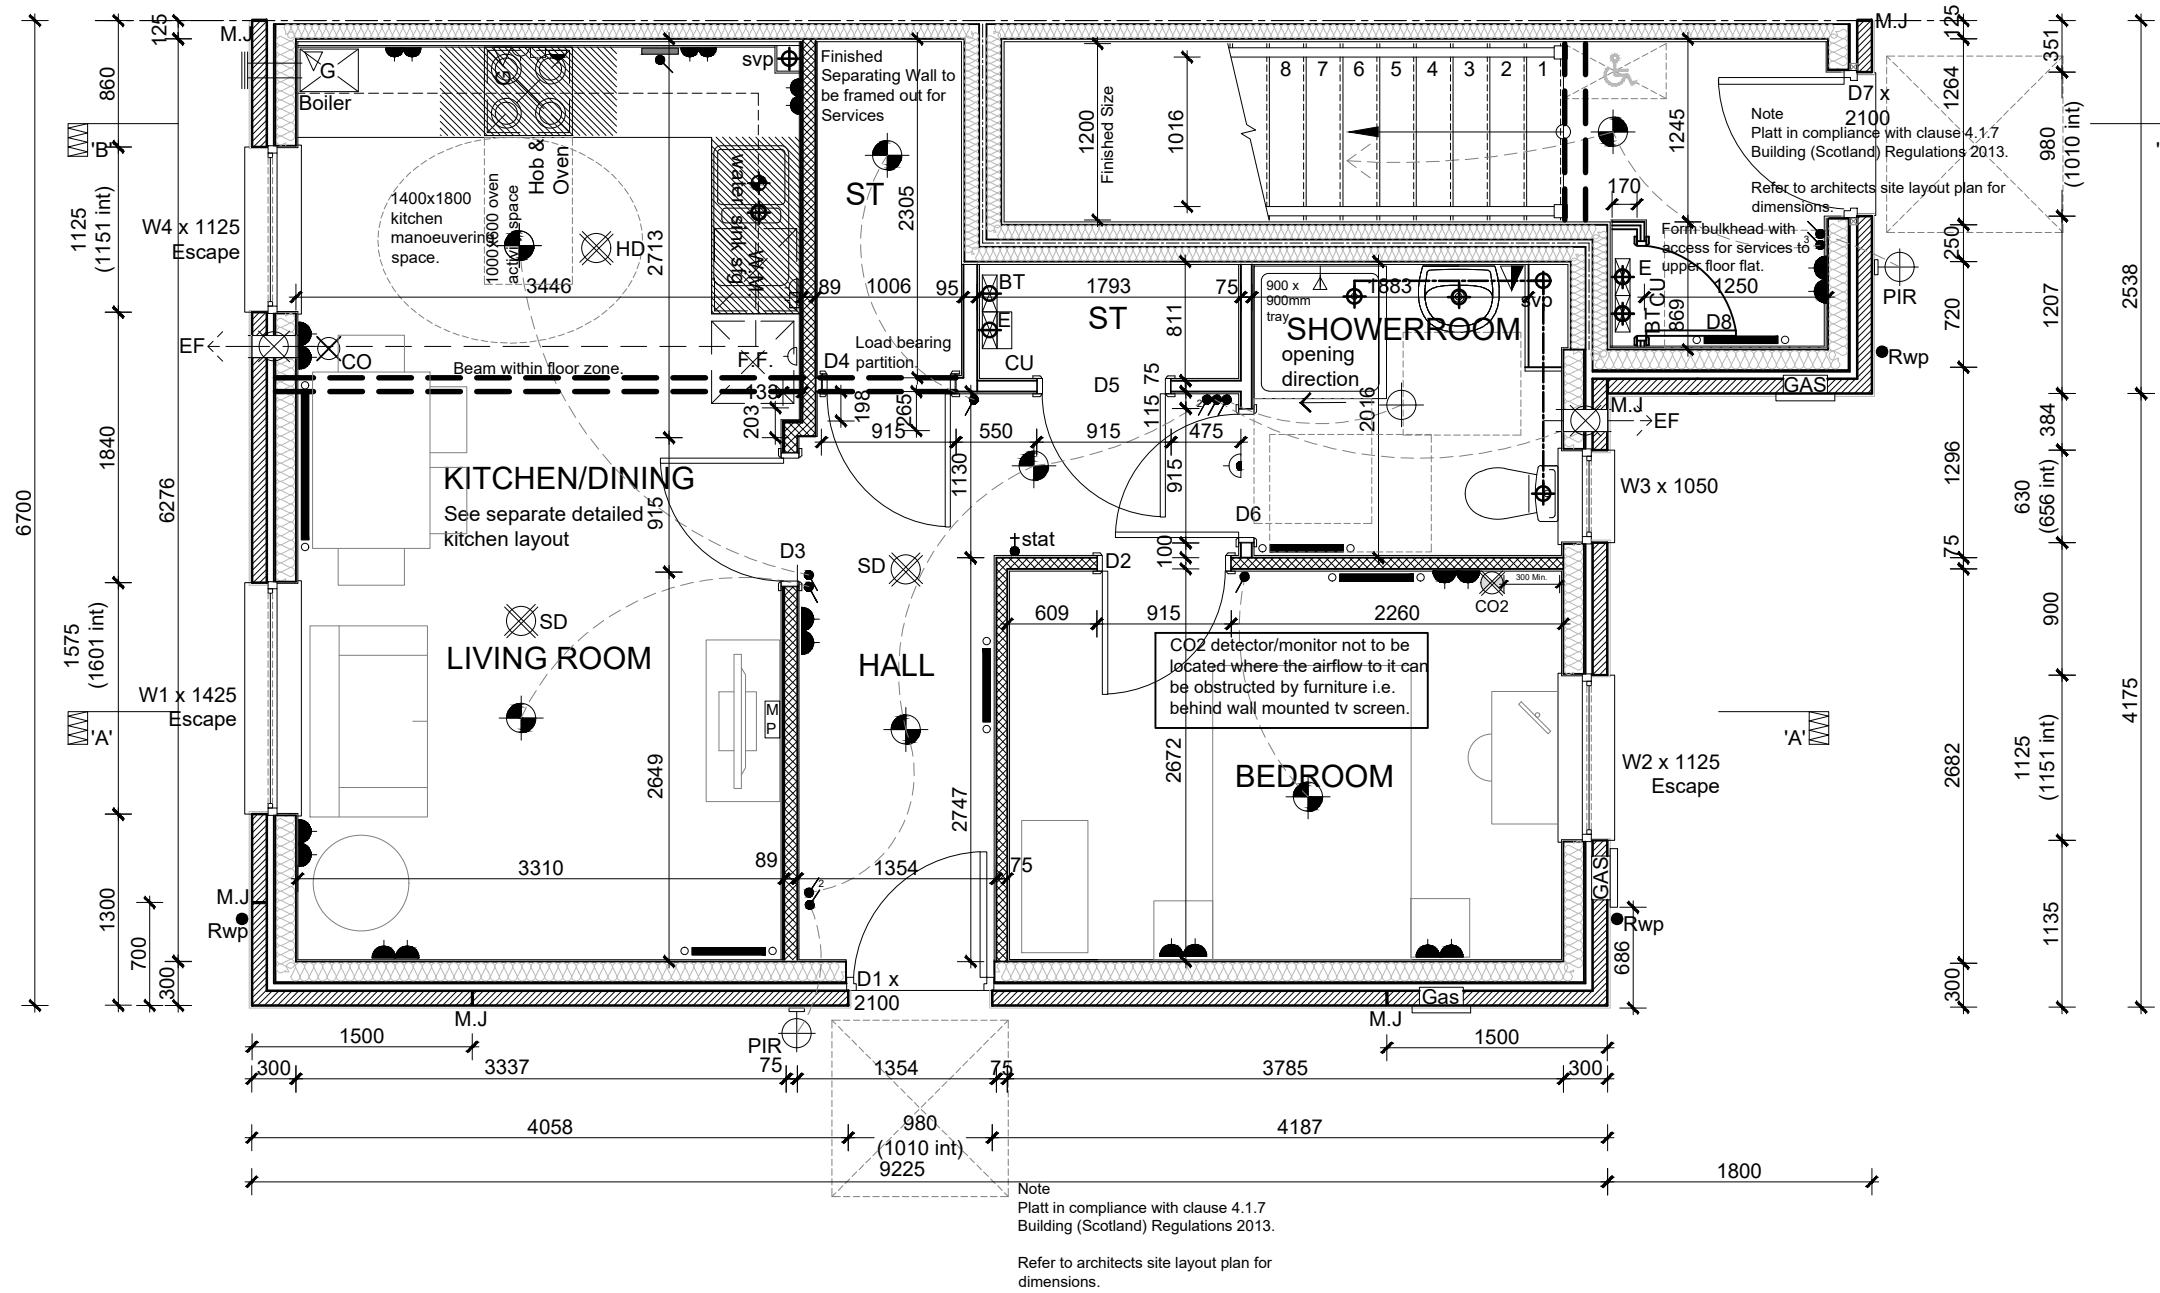 125
M.J
860
'B'
1125
(1151 int)
W4 x 1125
Escape
EF
1840
6700
6276
1575
(1601 int)
W1 x 1425
Escape
'A'
1300
M.J
Rwp
700
300
G
Boiler
svp
Finished
Separating Wall to
be framed out for
Services
Hob &
Oven
G
1400x1800
kitchen
manoeuvering
space.
1000x600 oven
activity space
HD
2713
water sink stg
W.M.
ST
2305
3446
89
1006
95
CO
Beam within floor zone.
F.F.
D4
Load bearing
partition.
133
203
198
265
915
550
915
475
KITCHEN/DINING
See separate detailed
kitchen layout
915
1130
D3
SD
stat
SD
LIVING ROOM
HALL
M
P
2649
2747
3310
89
1354
75
1200
Finished Size
1016
8 7 6 5 4 3 2 1
1245
170
D7 x
2100
Note
Platt in compliance with clause 4.1.7
Building (Scotland) Regulations 2013.
Refer to architects site layout plan for
dimensions.
Form bulkhead with
access for services to
upper floor flat.
E
BT CU
869
1250
D8
PIR
Rwp
GAS
M.J
BT
E
CU
1793
75
ST
811
D5
75
115
900 x
900mm
tray
1883
svp
SHOWERROOM
opening
direction
2016
M.J
EF
915
D6
100
D2
W3 x 1050
CO2
300 Min.
609
915
2260
CO2 detector/monitor not to be
located where the airflow to it can
be obstructed by furniture i.e.
behind wall mounted tv screen.
2672
BEDROOM
W2 x 1125
Escape
'A'
GAS
Rwp
686
D1 x
2100
Gas
125
1264
250
720
1296
75
2682
300
351
980
(1010 int)
1207
384
630
(656 int)
900
1125
(1151 int)
1135
2538
4175
M.J
M.J
PIR
1500
1500
300
3337
75
1354
75
3785
300
4058
980
(1010 int)
4187
9225
1800
Note
Platt in compliance with clause 4.1.7
Building (Scotland) Regulations 2013.
Refer to architects site layout plan for
dimensions.